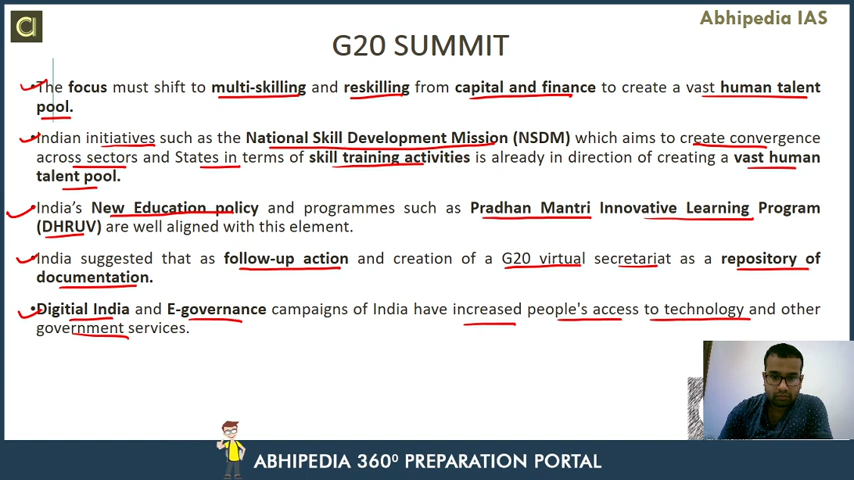 Abhipedia IAS
G20 SUMMIT
•The focus must shift to multi-skilling and reskilling from capital and finance to create a vast human talent
pool.
•Indian initiatives such as the National Skill Development Mission (NSDM) which aims to create convergence
across sectors and States in terms of skill training activities is already in direction of creating a vast human
talent pool.
•India's New Education policy and programmes such as Pradhan Mantri Innovative Learning Program
(DHRUV) are well aligned with this element.
•India suggested that as follow-up action and creation of a G20 virtual secretariat as a repository of
documentation.
•Digitial India and E-governance campaigns of India have increased people's access to technology and other
government services.
ABHIPEDIA 360⁰ PREPARATION PORTAL